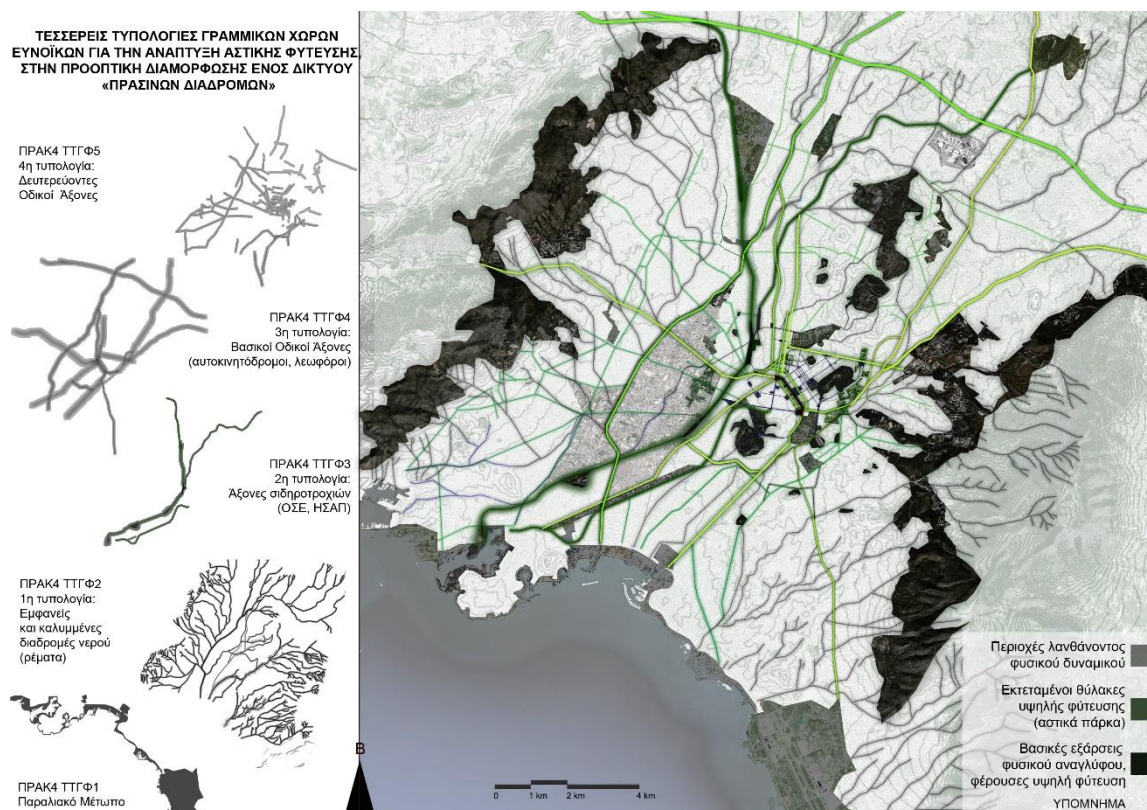 ΤΕΣΣΕΡΕΙΣ ΤΥΠΟΛΟΓΙΕΣ ΓΡΑΜΜΙΚΩΝ ΧΩΡΩΝ
ΕΥΝΟΪΚΩΝ ΓΙΑ ΤΗΝ ΑΝΑΠΤΥΞΗ ΑΣΤΙΚΗΣ ΦΥΤΕΥΣΗΣ,
ΣΤΗΝ ΠΡΟΟΠΤΙΚΗ ΔΙΑΜΟΡΦΩΣΗΣ ΕΝΟΣ ΔΙΚΤΥΟΥ
«ΠΡΑΣΙΝΩΝ ΔΙΑΔΡΟΜΩΝ»
ΠΡΑΚ4 ΤΤΓΦ5
4η τυπολογία:
Δευτερεύοντες
Οδικοί Άξονες
ΠΡΑΚ4 ΤΤΓΦ4
3η τυπολογία:
Βασικοί Οδικοί Άξονες
(αυτοκινητόδρομοι, λεωφόροι)
ΠΡΑΚ4 ΤΤΓΦ3
2η τυπολογία:
Άξονες σιδηροτροχιών
(ΟΣΕ, ΗΣΑΠ)
ΠΡΑΚ4 ΤΤΓΦ2
1η τυπολογία:
Εμφανείς
και καλυμμένες
διαδρομές νερού
(ρέματα)
ΠΡΑΚ4 ΤΤΓΦ1
Παραλιακό Μέτωπο
Β
0 1 km 2 km 4 km
Περιοχές λανθάνοντος
φυσικού δυναμικού
Εκτεταμένοι θύλακες
υψηλής φύτευσης
(αστικά πάρκα)
Βασικές εξάρσεις
φυσικού αναγλύφου,
φέρουσες υψηλή φύτευση
ΥΠΟΜΝΗΜΑ